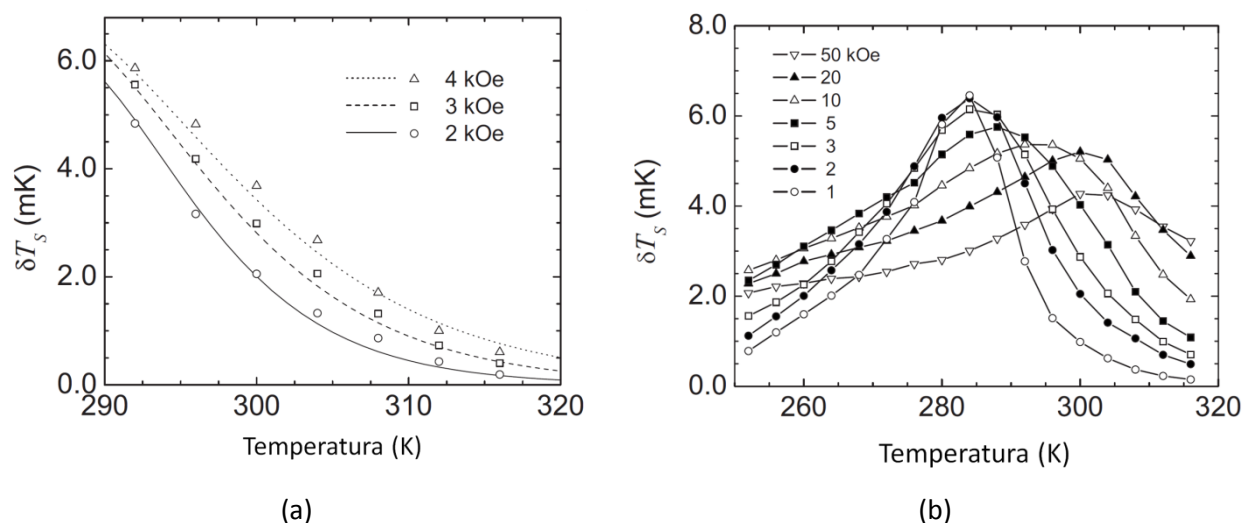 6.0
4.0
2.0
0.0
δT_S (mK)
4 kOe
3 kOe
2 kOe
290 300 310 320
Temperatura (K)
(a)
8.0
6.0
4.0
2.0
0.0
δT_S (mK)
50 kOe
20
10
5
3
2
1
260 280 300 320
Temperatura (K)
(b)